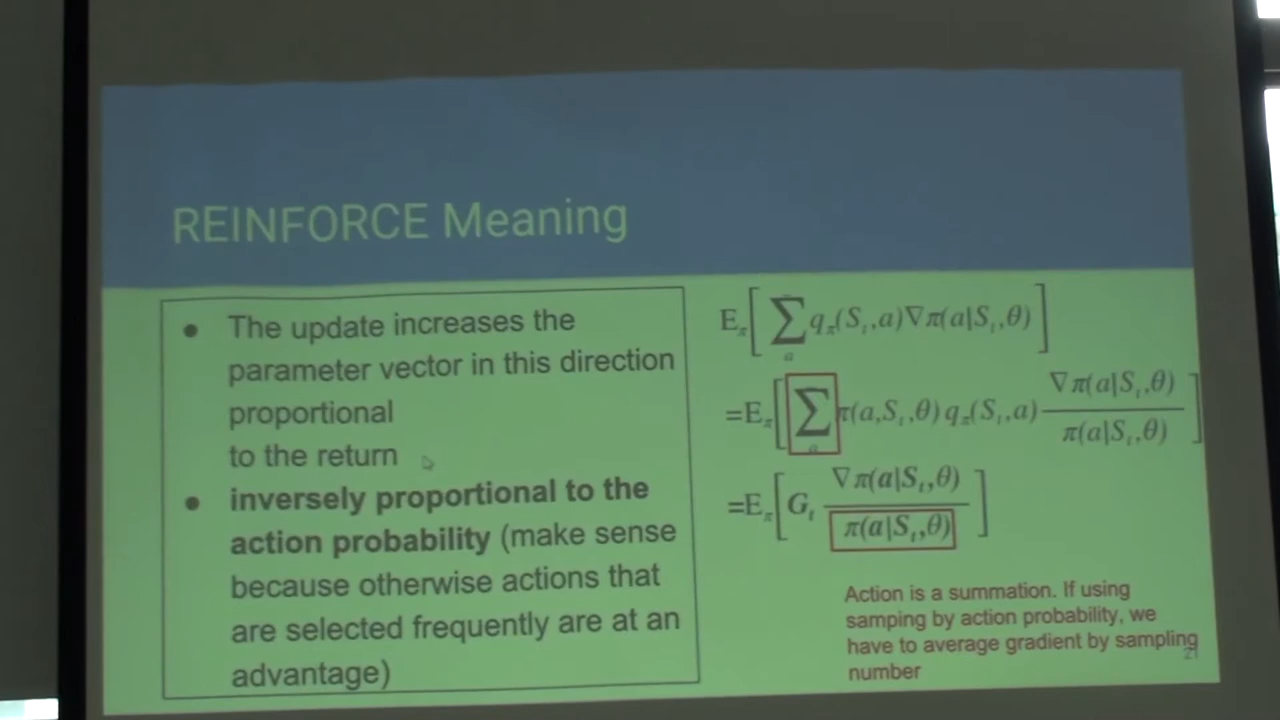 REINFORCE Meaning
● The update increases the
parameter vector in this direction
proportional
to the return
● inversely proportional to the
action probability (make sense
because otherwise actions that
are selected frequently are at an
advantage)
E_π[ ∑_a q_π(S_t,a)∇π(a|S_t,θ) ]
=E_π[ ∑_a π(a,S_t,θ) q_π(S_t,a) ∇π(a|S_t,θ) / π(a|S_t,θ) ]
=E_π[ G_t ∇π(a|S_t,θ) / π(a|S_t,θ) ]
Action is a summation. If using
samping by action probability, we
have to average gradient by sampling
number
21